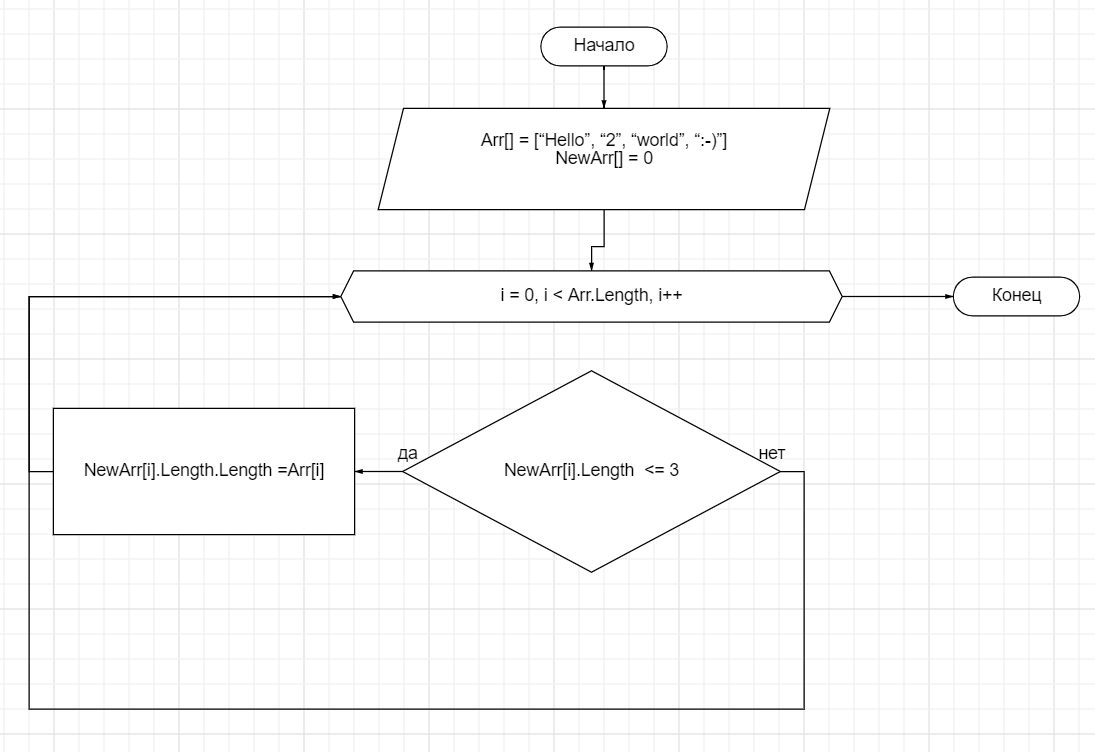 Начало
Arr[] = [“Hello”, “2”, “world”, “:-)”]
NewArr[] = 0
i = 0, i < Arr.Length, i++
Конец
да
нет
NewArr[i].Length.Length =Arr[i]
NewArr[i].Length  <= 3